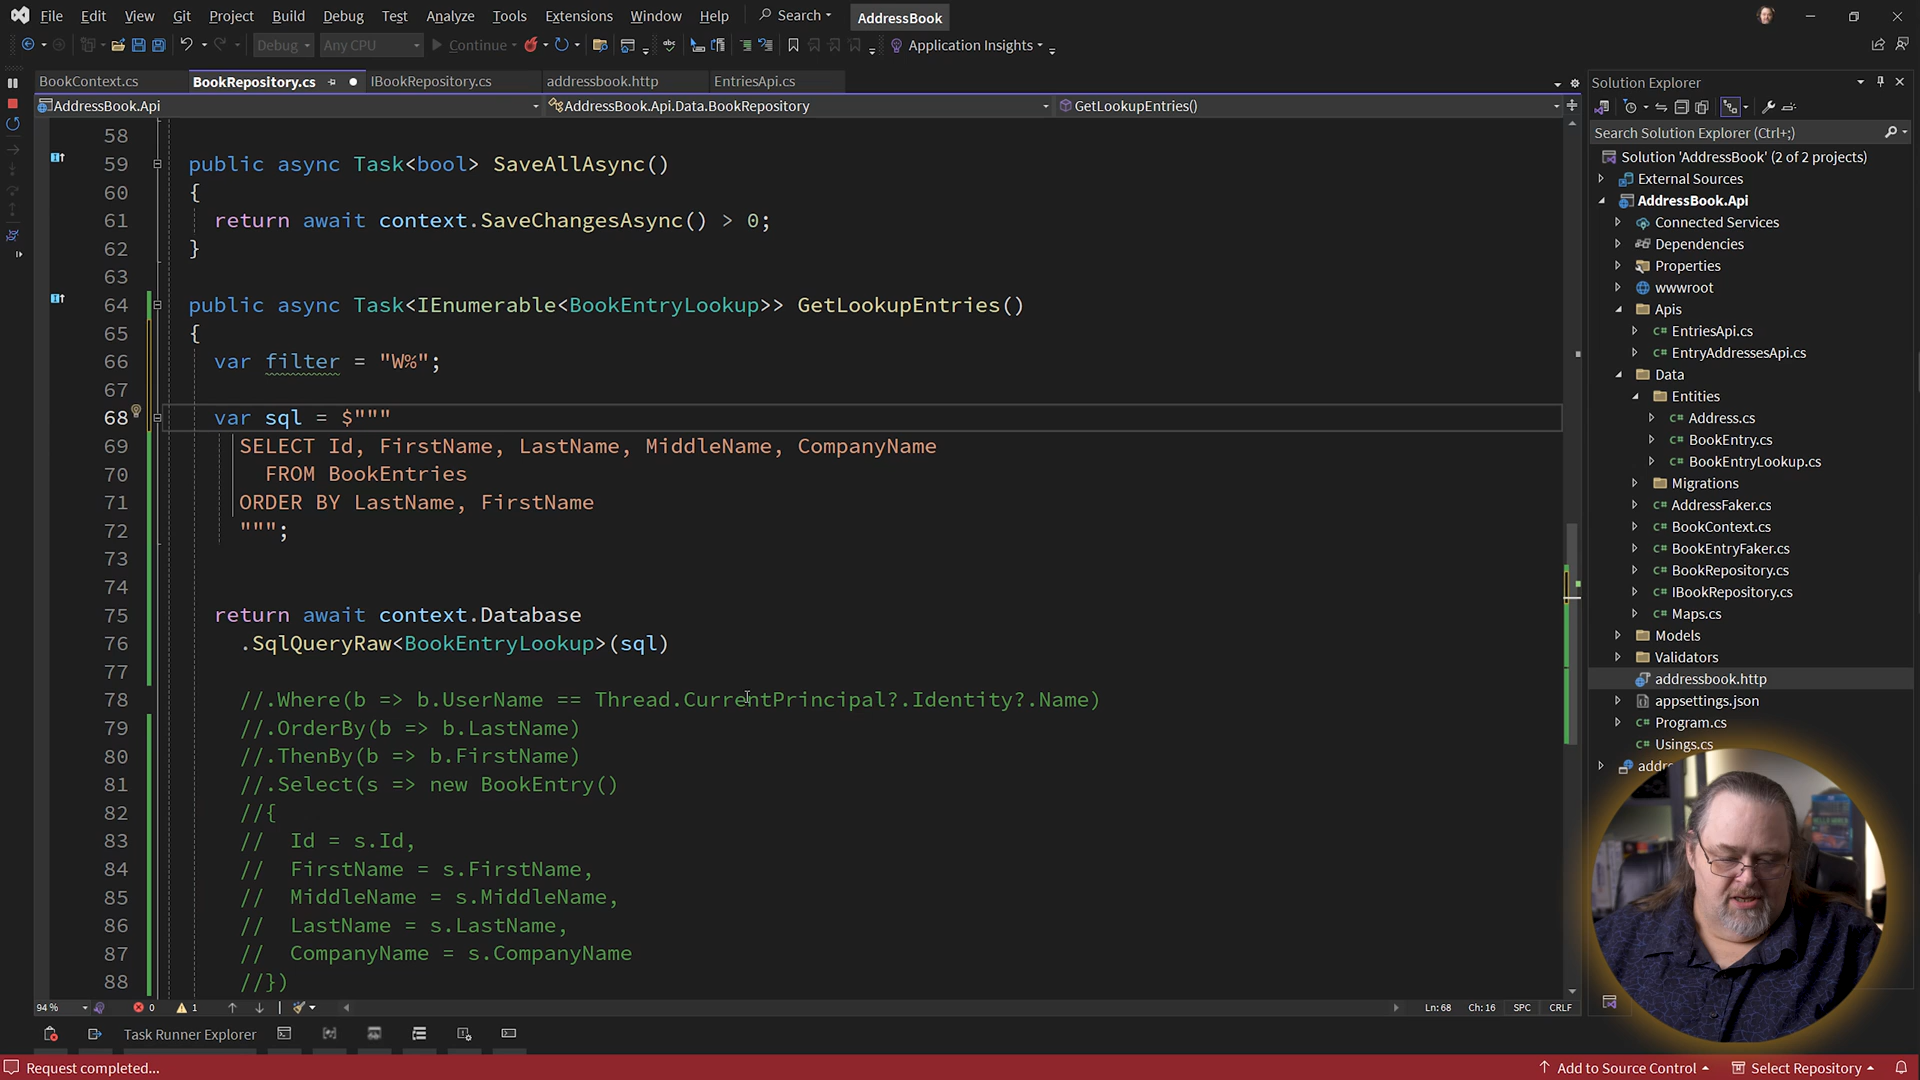 File Edit View Git Project Build Debug Test Analyze Tools Extensions Window Help Search AddressBook
Debug Any CPU Continue Application Insights
BookContext.cs BookRepository.cs IBookRepository.cs addressbook.http EntriesApi.cs
AddressBook.Api AddressBook.Api.Data.BookRepository GetLookupEntries()
58
59 public async Task<bool> SaveAllAsync()
60 {
61 return await context.SaveChangesAsync() > 0;
62 }
63
64 public async Task<IEnumerable<BookEntryLookup>> GetLookupEntries()
65 {
66 var filter = "W%";
67
68 var sql = $"""
69 SELECT Id, FirstName, LastName, MiddleName, CompanyName
70 FROM BookEntries
71 ORDER BY LastName, FirstName
72 """;
73
74
75 return await context.Database
76 .SqlQueryRaw<BookEntryLookup>(sql)
77
78 //.Where(b => b.UserName == Thread.CurrentPrincipal?.Identity?.Name)
79 //.OrderBy(b => b.LastName)
80 //.ThenBy(b => b.FirstName)
81 //.Select(s => new BookEntry()
82 //{
83 // Id = s.Id,
84 // FirstName = s.FirstName,
85 // MiddleName = s.MiddleName,
86 // LastName = s.LastName,
87 // CompanyName = s.CompanyName
88 //})
94 % 0 1 Ln: 68 Ch: 16 SPC CRLF
Task Runner Explorer
Request completed... Add to Source Control Select Repository
Solution Explorer
Search Solution Explorer (Ctrl+;)
Solution 'AddressBook' (2 of 2 projects)
External Sources
AddressBook.Api
Connected Services
Dependencies
Properties
wwwroot
Apis
C# EntriesApi.cs
C# EntryAddressesApi.cs
Data
Entities
C# Address.cs
C# BookEntry.cs
C# BookEntryLookup.cs
Migrations
C# AddressFaker.cs
C# BookContext.cs
C# BookEntryFaker.cs
C# BookRepository.cs
C# IBookRepository.cs
C# Maps.cs
Models
Validators
addressbook.http
appsettings.json
C# Program.cs
C# Usings.cs